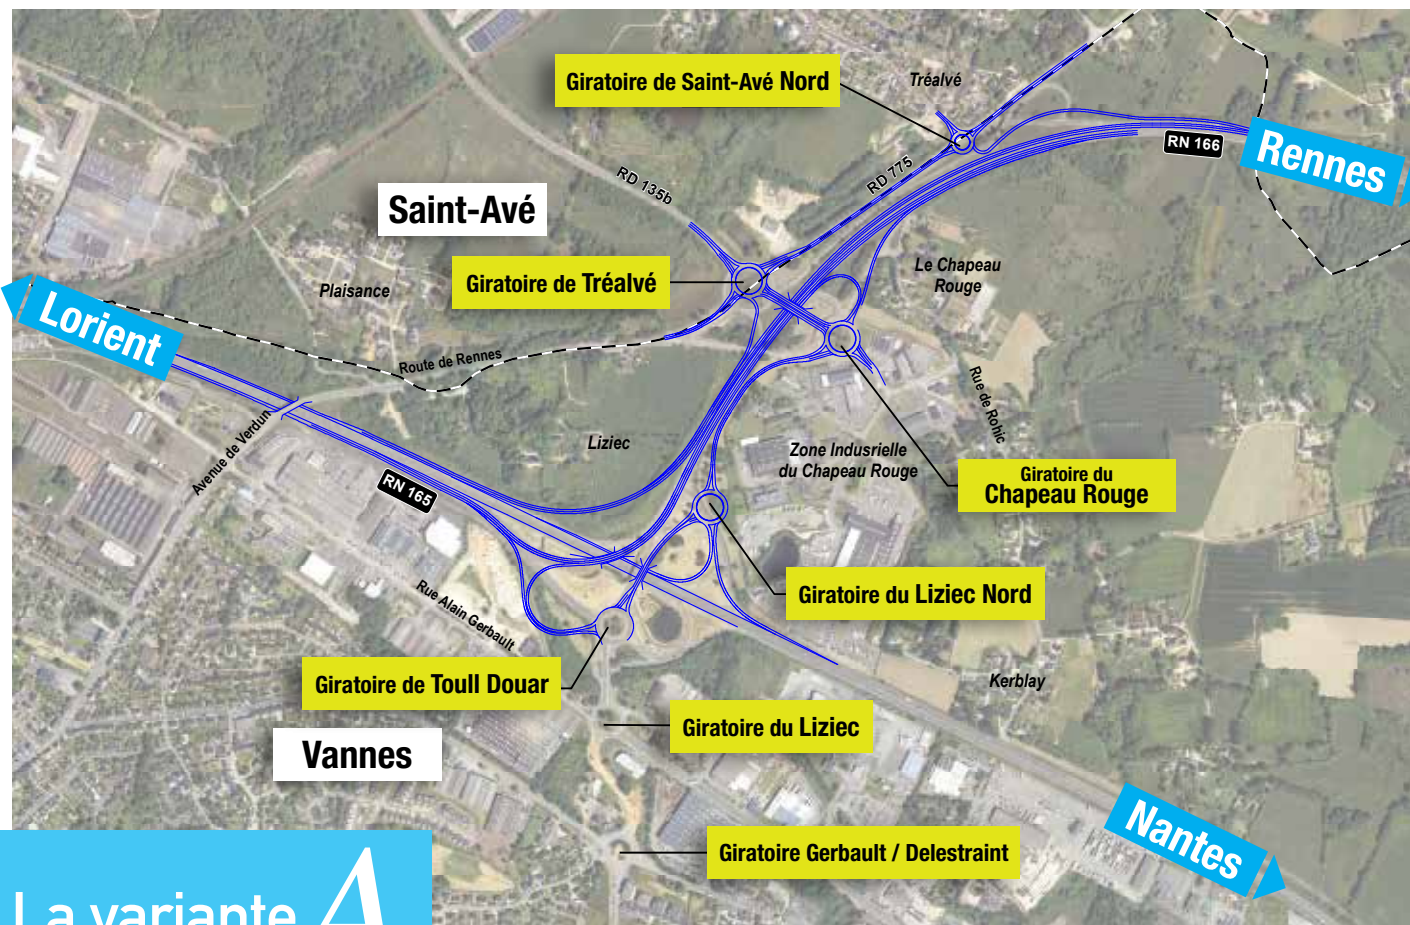 Giratoire de Saint-Avé Nord
Tréalvé
RN 166
Rennes
RD 775
RD 135b
Saint-Avé
Giratoire de Tréalvé
Plaisance
Le Chapeau
Rouge
Lorient
Route de Rennes
Rue de Rohic
Avenue de Verdun
Liziec
Zone Indusrielle
du Chapeau Rouge
Giratoire du
Chapeau Rouge
RN 165
Rue Alain Gerbault
Giratoire du Liziec Nord
Giratoire de Toull Douar
Kerblay
Giratoire du Liziec
Vannes
Nantes
Giratoire Gerbault / Delestraint
La variante A